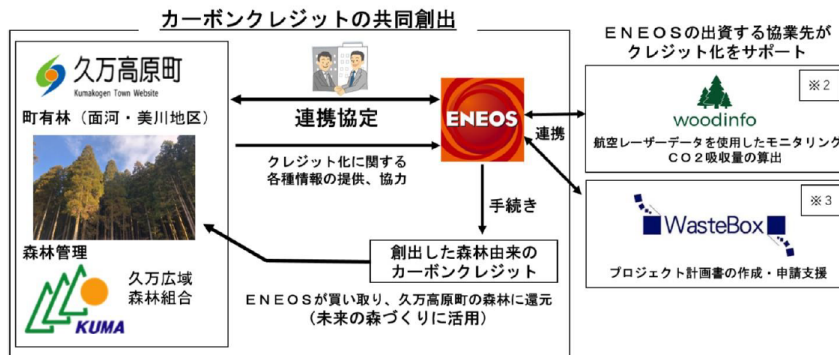 カーボンクレジットの共同創出
久万高原町
Kumakogen Town Website
町有林（面河・美川地区）
森林管理
久万広域
森林組合
KUMA
連携協定
クレジット化に関する
各種情報の提供、協力
ENEOS
手続き
創出した森林由来の
カーボンクレジット
ＥＮＥＯＳが買い取り、久万高原町の森林に還元
（未来の森づくりに活用）
連携
ＥＮＥＯＳの出資する協業先が
クレジット化をサポート
※２
woodinfo
航空レーザーデータを使用したモニタリング
ＣＯ２吸収量の算出
※３
WasteBox
プロジェクト計画書の作成・申請支援